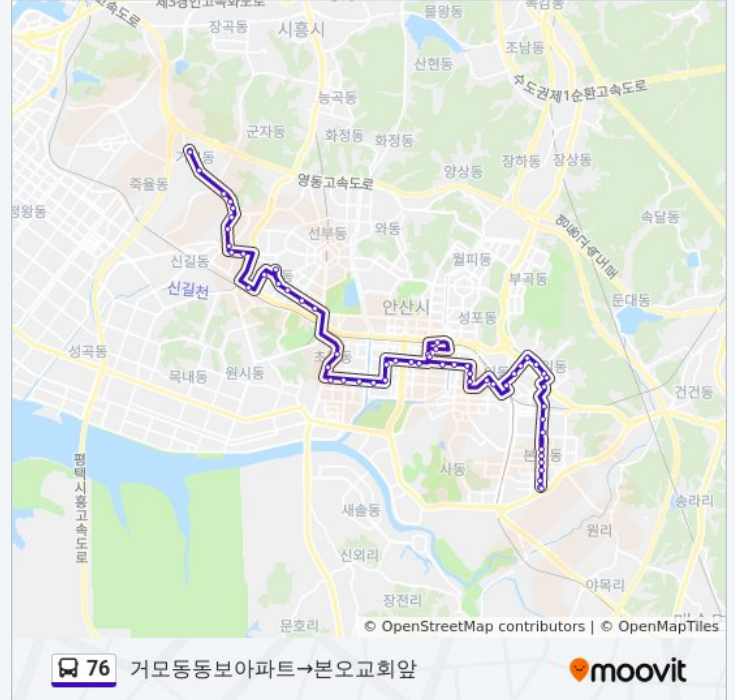 제3경인고속화도로
속도로
장곡동
시흥시
물왕동
목감동
조남동
산현동
수도권제1순환고속도로
능곡동
군자동
화정동
화정동
장하동
장상동
양상동
죽율동
영동고속도로
정왕동
속달동
선부동
와동
신길동
월피동
부곡동
신길천
둔대동
안산시
성포동
성곡동
목내동
원시동
건건동
평택시흥고속도로
사동
새솔동
송라리
원리
신외리
야목리
장전리
문호리
© OpenStreetMap contributors | © OpenMapTiles
76 거모동동보아파트→본오교회앞
moovit